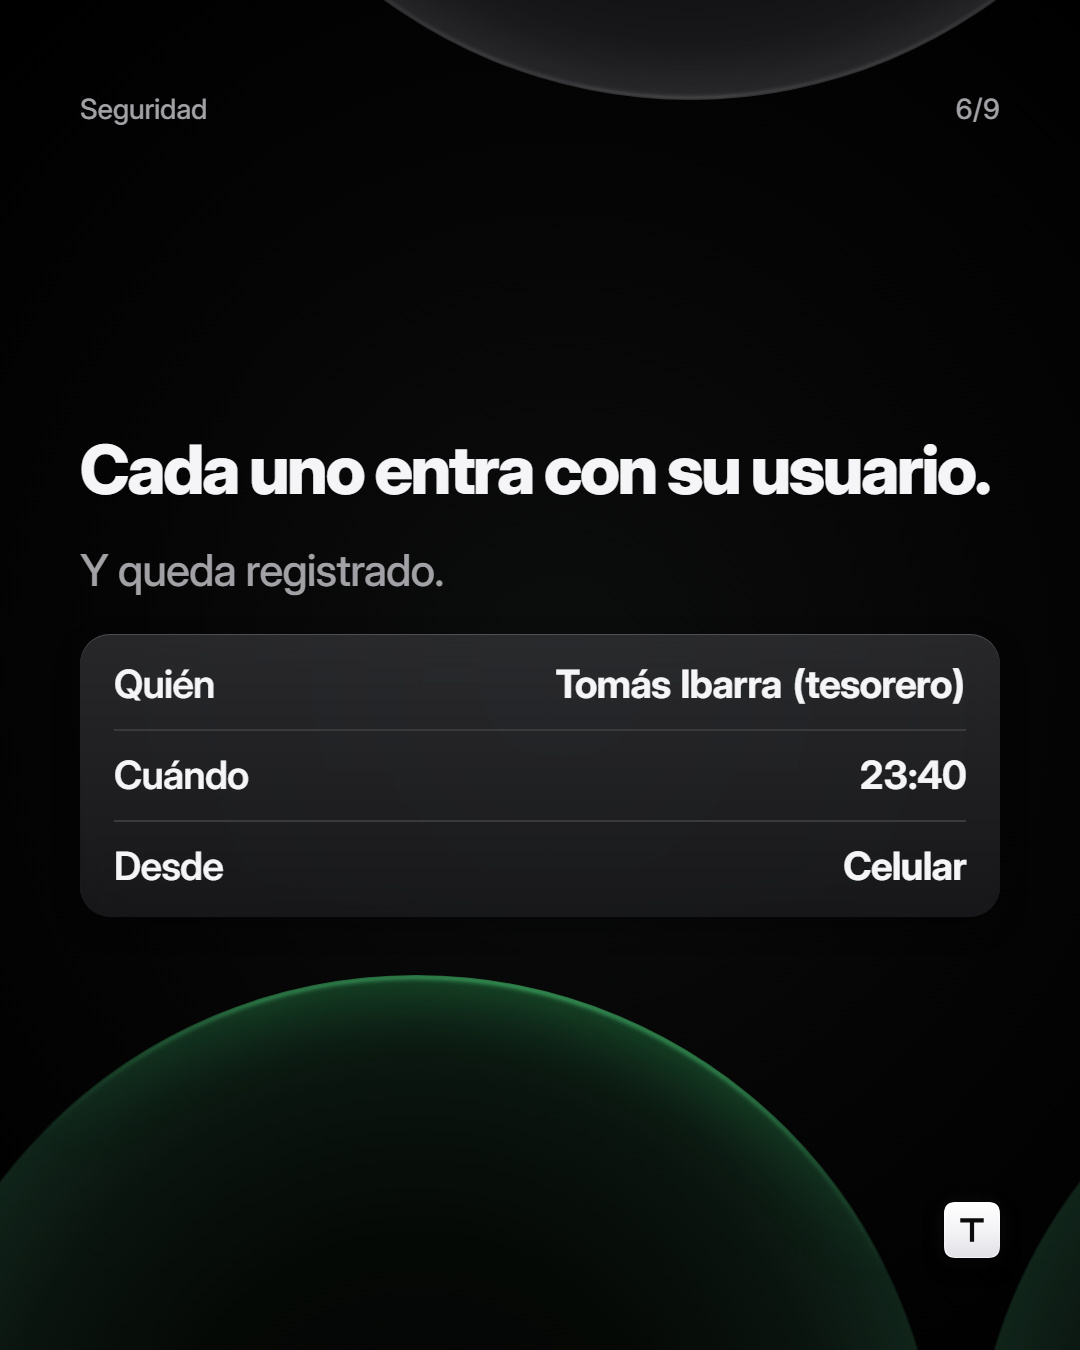 Seguridad
6/9
Cada uno entra con su usuario.
Y queda registrado.
Quién Tomás Ibarra (tesorero)
Cuándo 23:40
Desde Celular
T